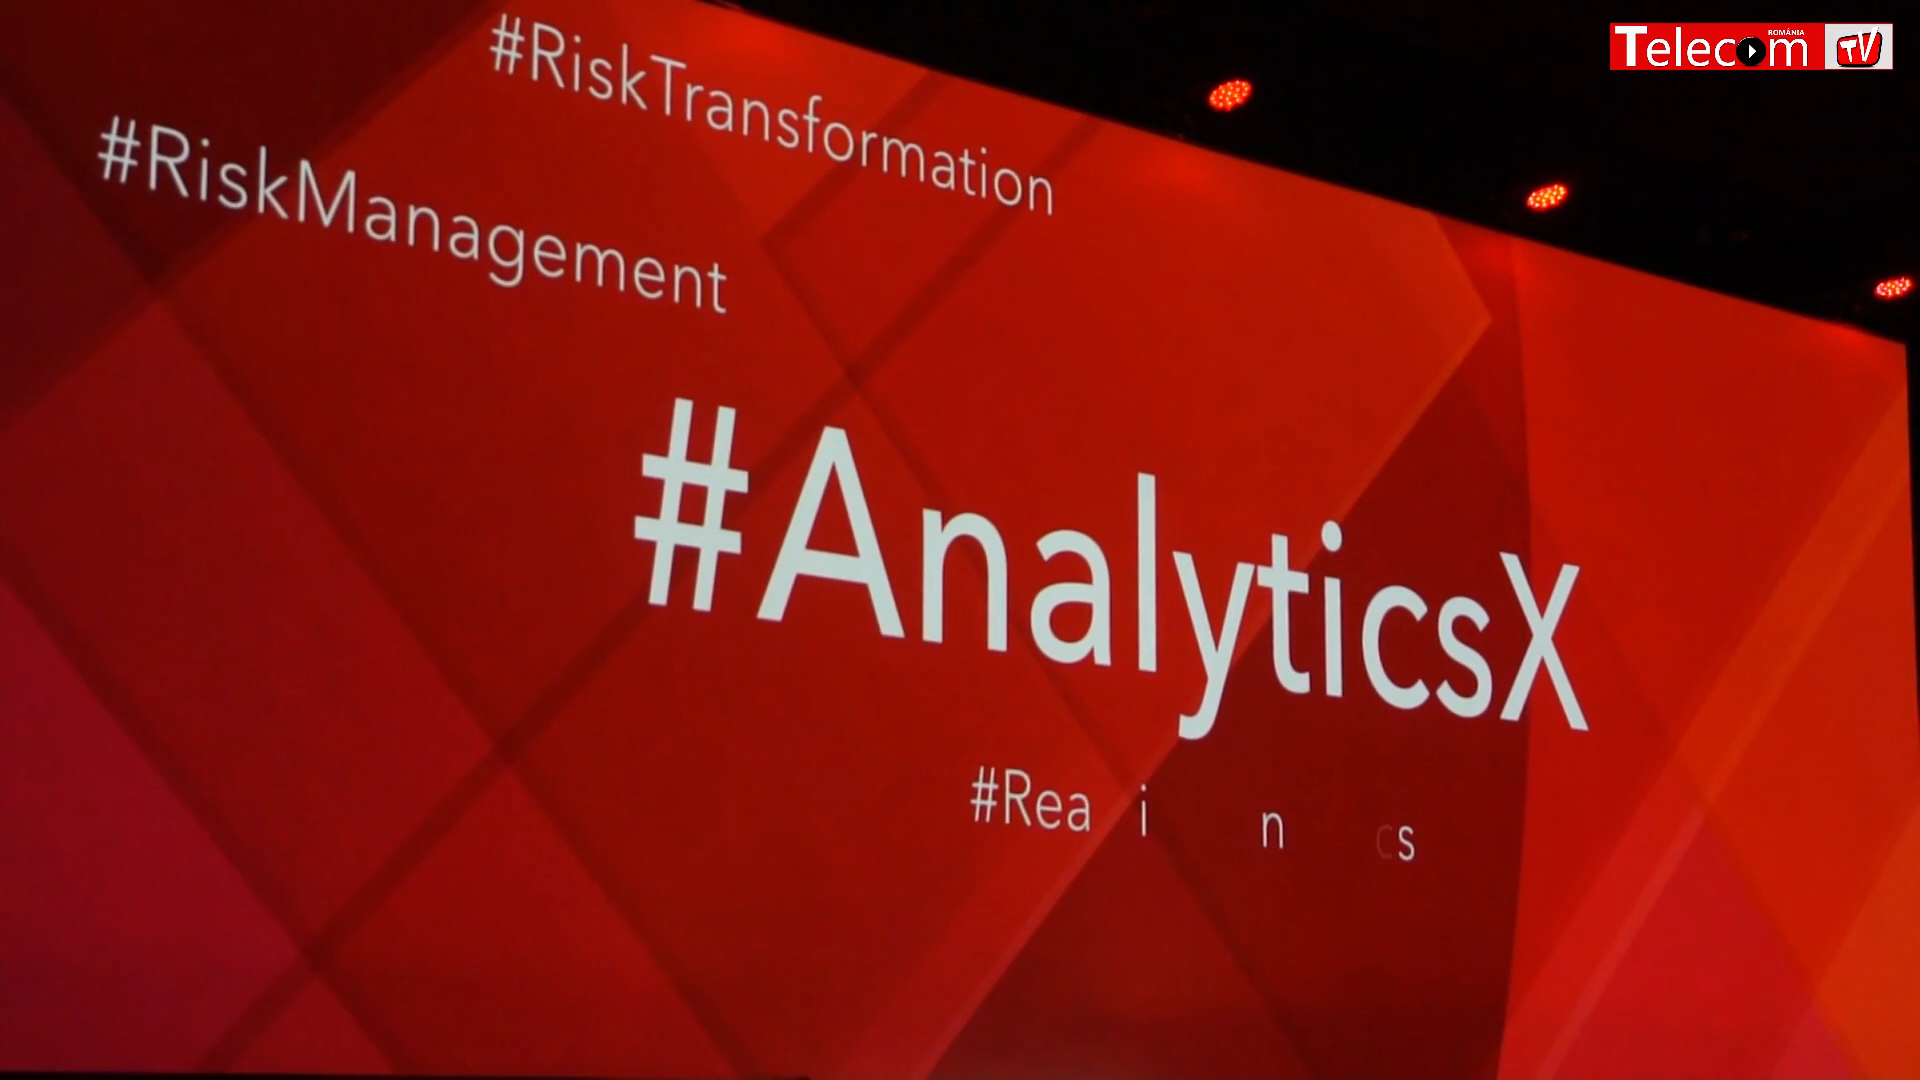 #RiskTransformation
#RiskManagement
#AnalyticsX
Telecom
ROMÂNIA
TV